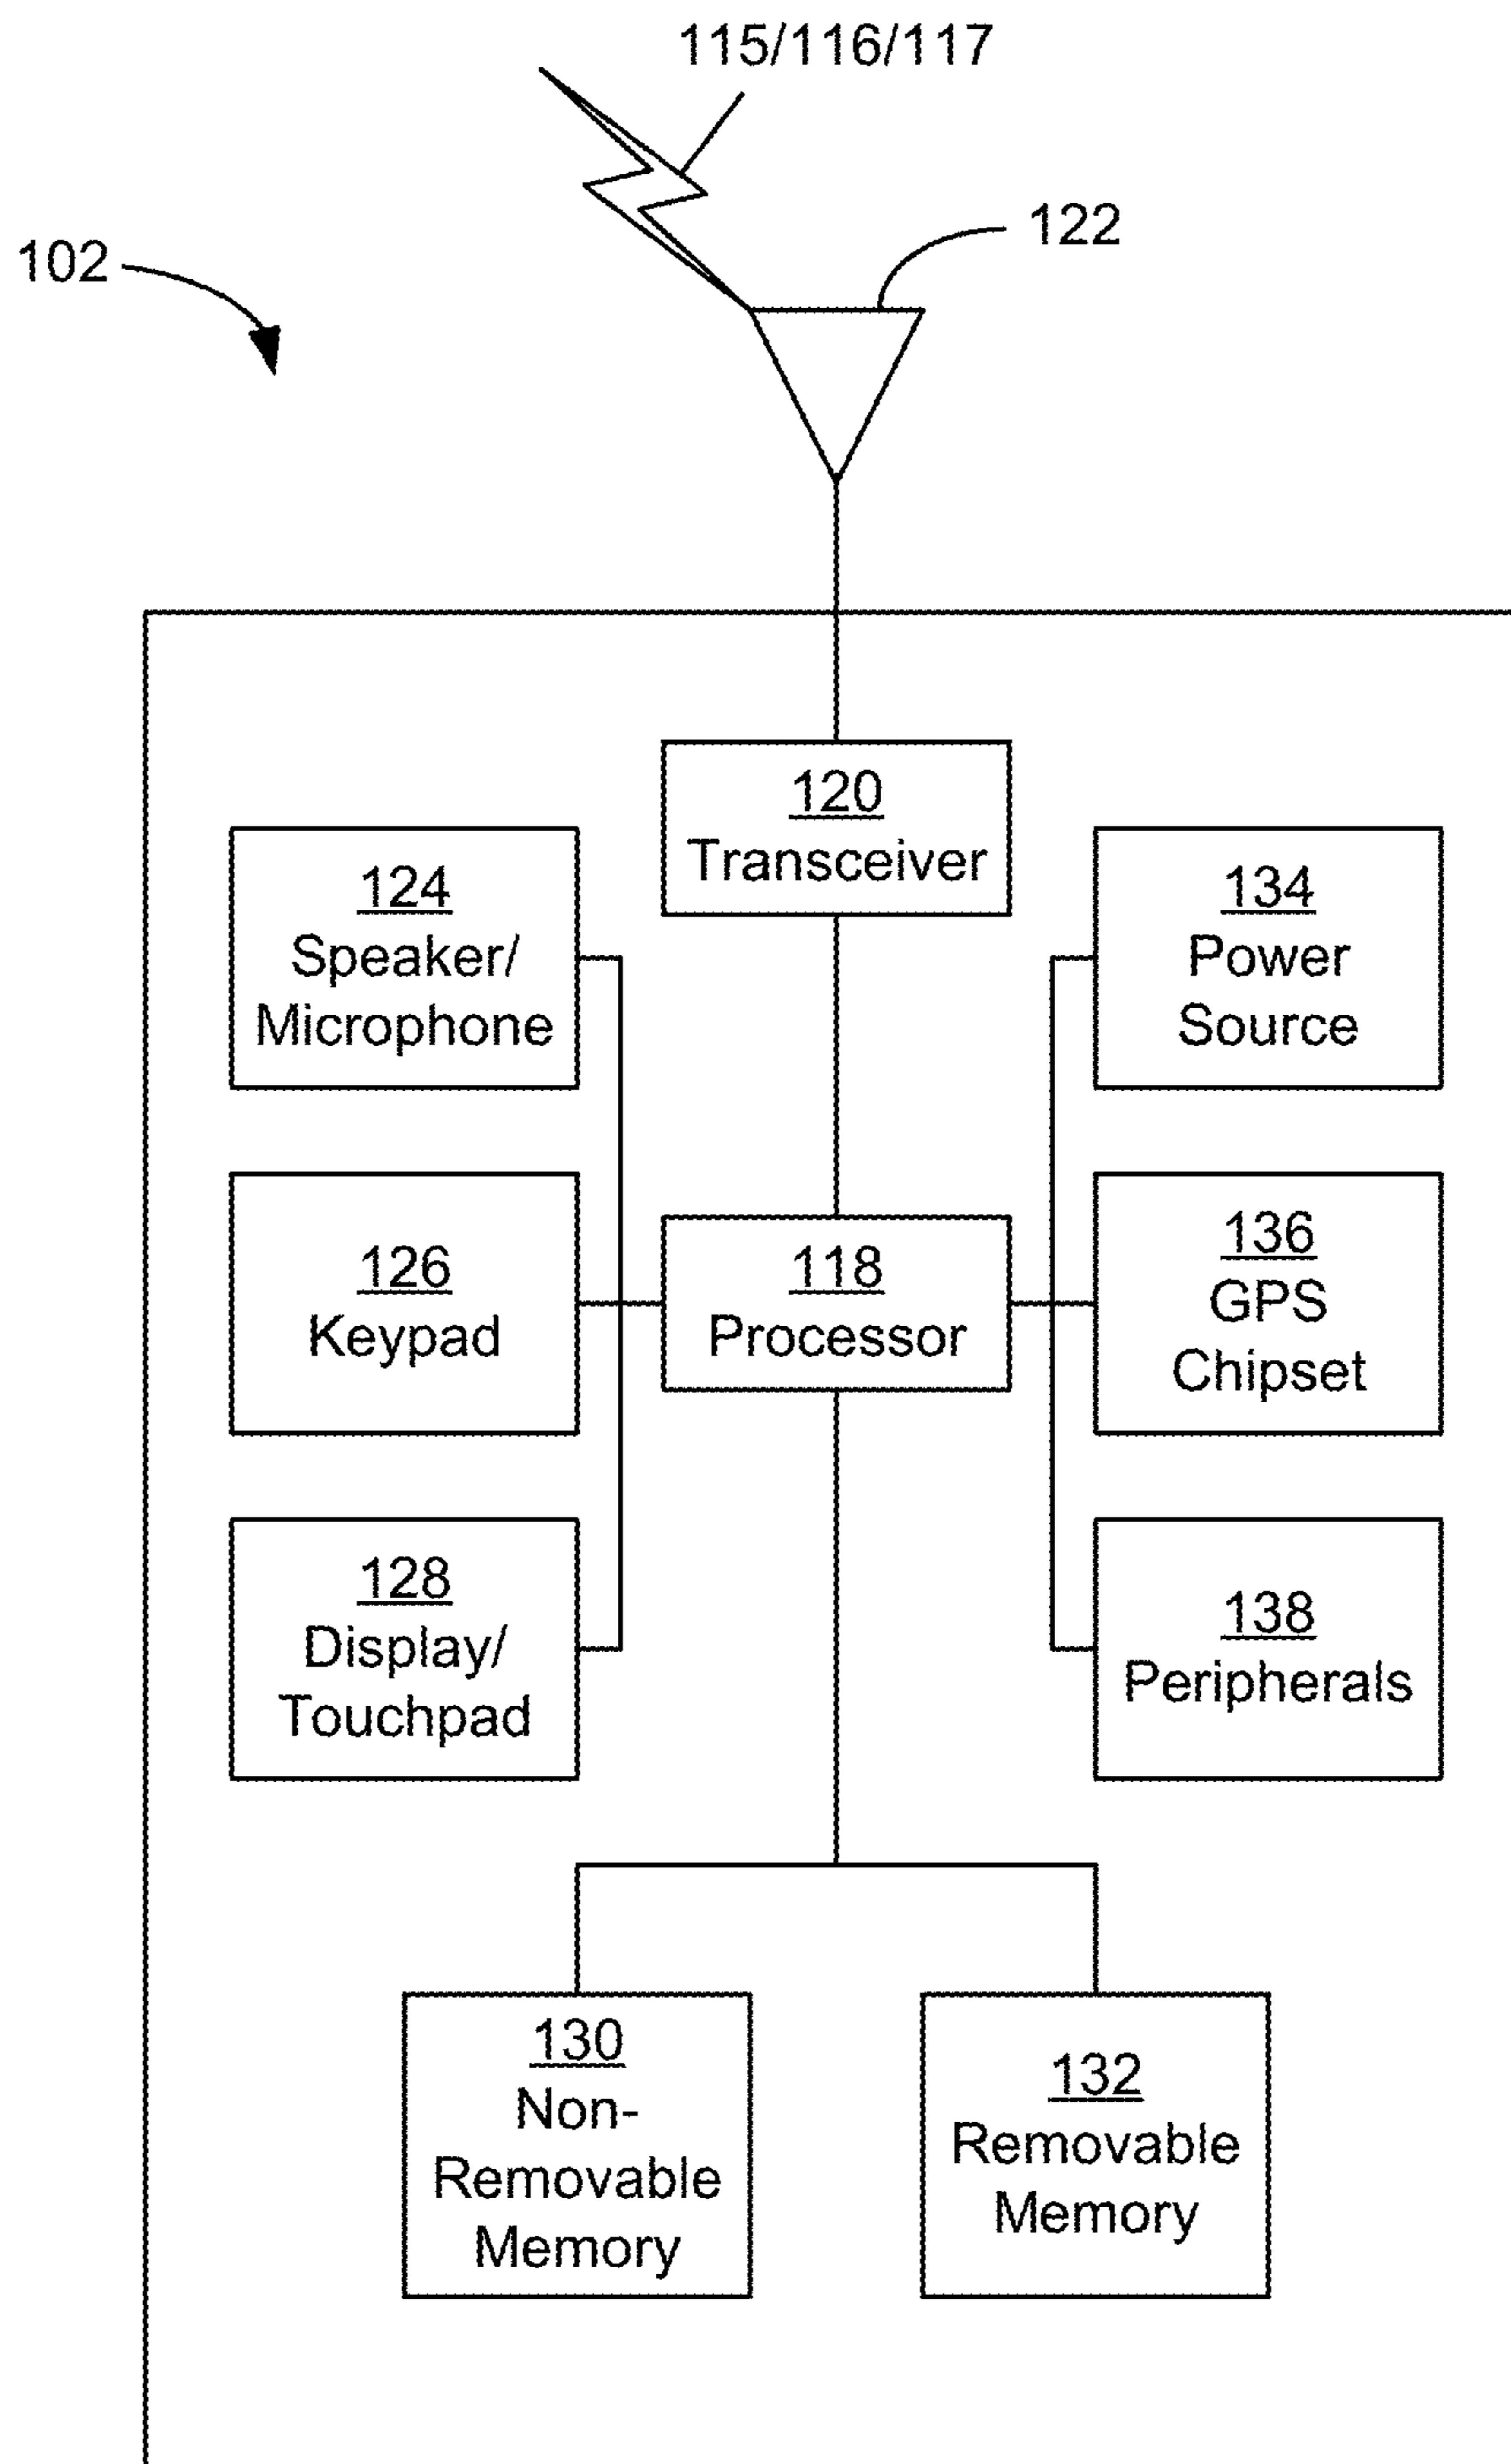 115/116/117
122
102
120
Transceiver
124
Speaker/
Microphone
134
Power
Source
126
Keypad
118
Processor
136
GPS
Chipset
128
Display/
Touchpad
138
Peripherals
130
Non-
Removable
Memory
132
Removable
Memory